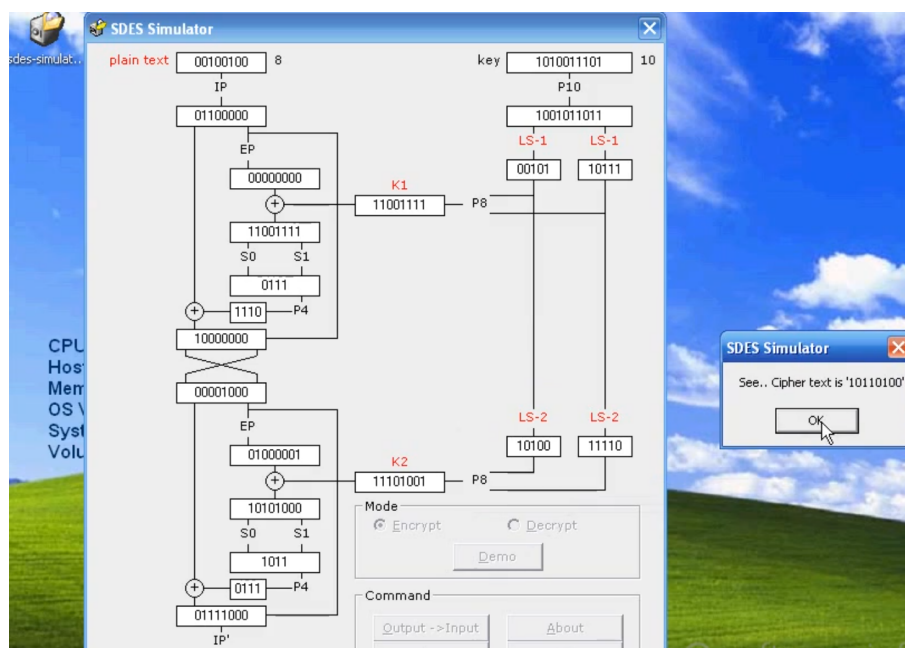 sdes-simulat..
SDES Simulator
plain text 00100100 8 key 1010011101 10
IP P10
01100000 1001011011
LS-1 LS-1
EP
00101 10111
00000000
K1
11001111 P8
11001111
S0 S1
0111
1110 P4
10000000
CPU
Hos
Mem
OS V
Syst
Volu
SDES Simulator
See.. Cipher text is '10110100'
OK
00001000
LS-2 LS-2
EP
10100 11110
01000001
K2
11101001 P8
10101000
S0 S1
1011
0111 P4
01111000
IP'
Mode
Encrypt Decrypt
Demo
Command
Output ->Input About